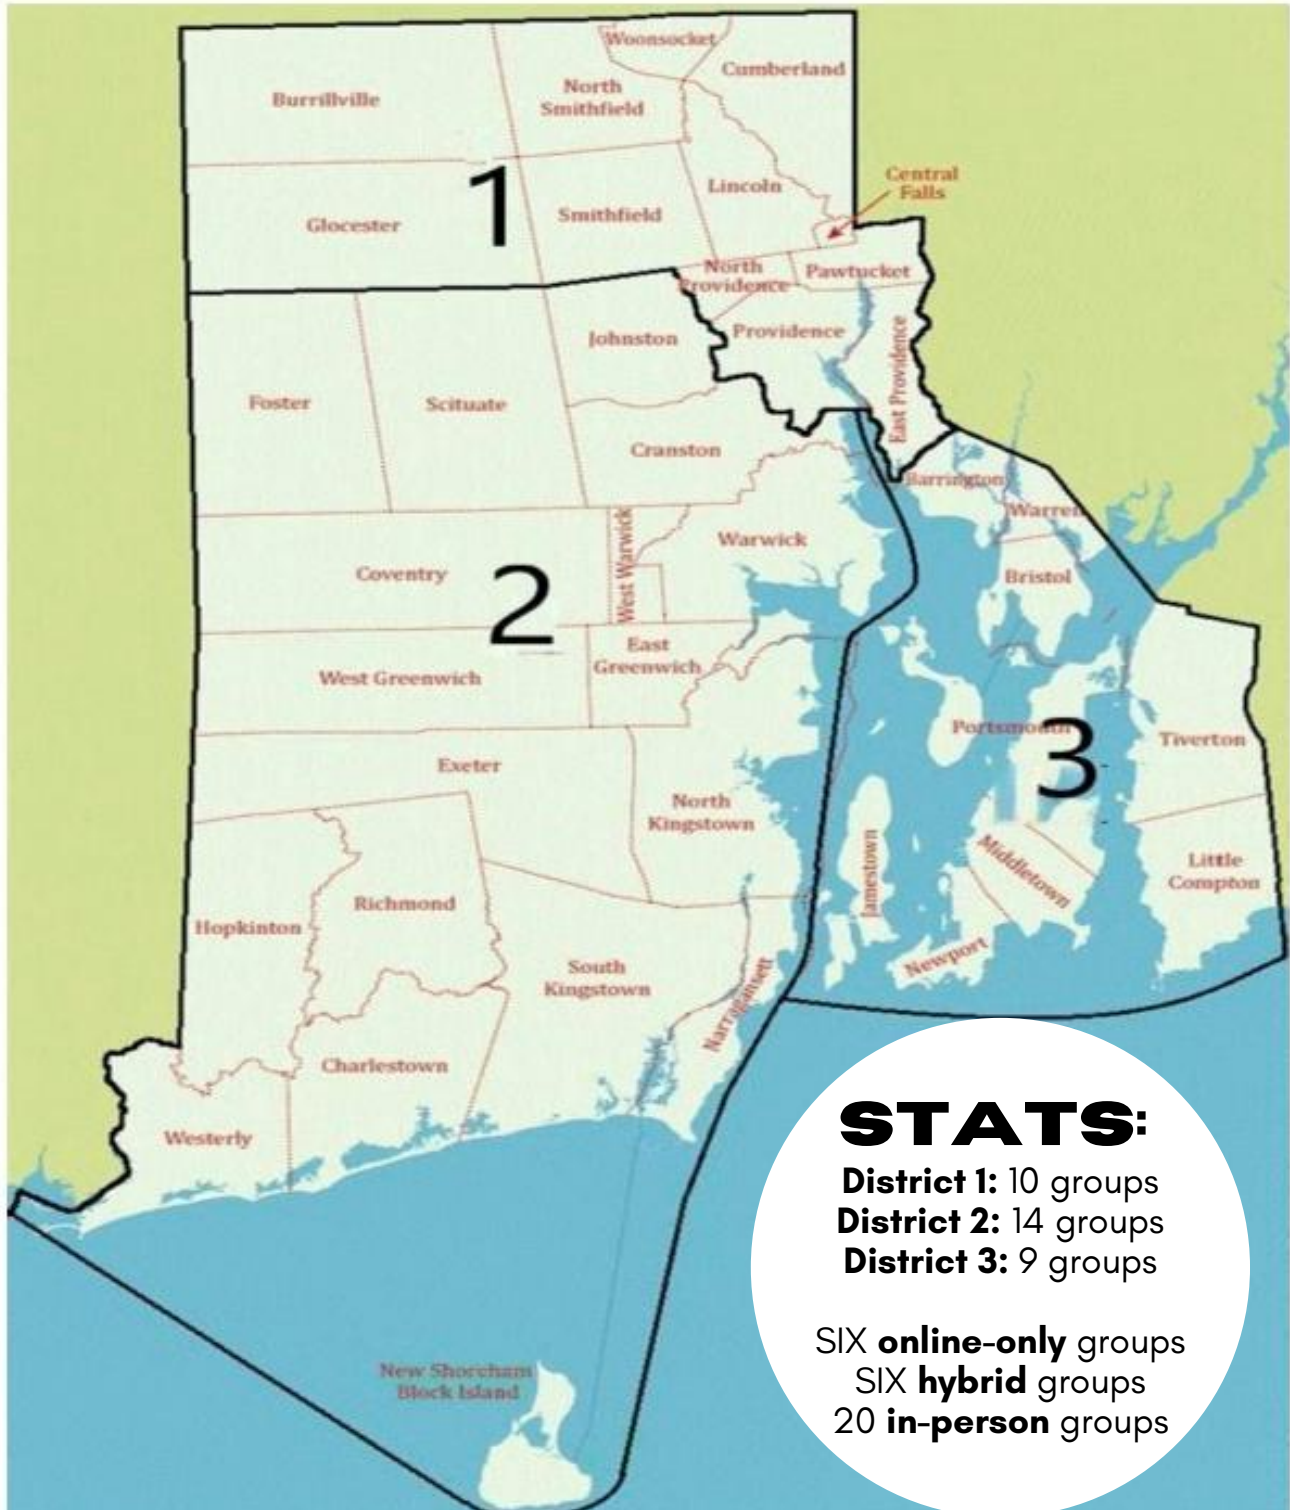 Woonsocket
Cumberland
Burrillville
North
Smithfield
Central
Falls
Lincoln
1
Smithfield
Glocester
North
Providence
Pawtucket
Johnston
Providence
East Providence
Foster
Scituate
Cranston
Barrington
Warren
West Warwick
Warwick
Coventry
2
Bristol
East
Greenwich
West Greenwich
Portsmouth
3
Tiverton
Exeter
North
Kingstown
Jamestown
Middletown
Little
Compton
Richmond
Hopkinton
Newport
South
Kingstown
Narragansett
Charlestown
Westerly
New Shoreham
Block Island
STATS:
District 1: 10 groups
District 2: 14 groups
District 3: 9 groups
SIX online-only groups
SIX hybrid groups
20 in-person groups